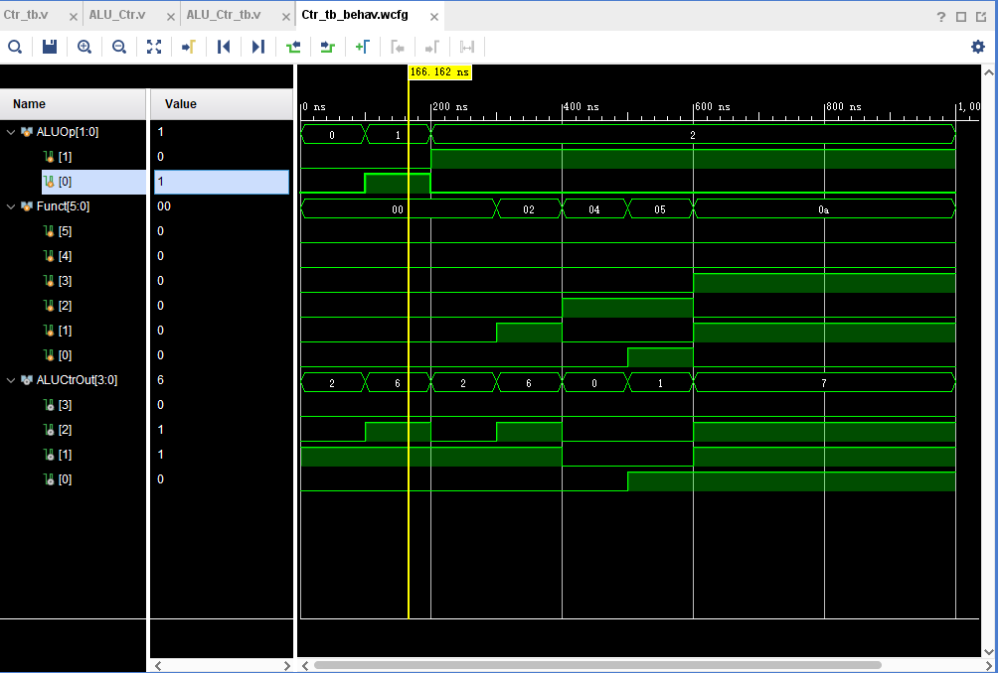 Ctr_tb.v × ALU_Ctr.v × ALU_Ctr_tb.v × Ctr_tb_behav.wcfg ×
?
166.162 ns
Name Value
0 ns 200 ns 400 ns 600 ns 800 ns 1,00
ALUOp[1:0] 1 0 1 2
[1] 0
[0] 1
Funct[5:0] 00 00 02 04 05 0a
[5] 0
[4] 0
[3] 0
[2] 0
[1] 0
[0] 0
ALUCtrOut[3:0] 6 2 6 2 6 0 1 7
[3] 0
[2] 1
[1] 1
[0] 0